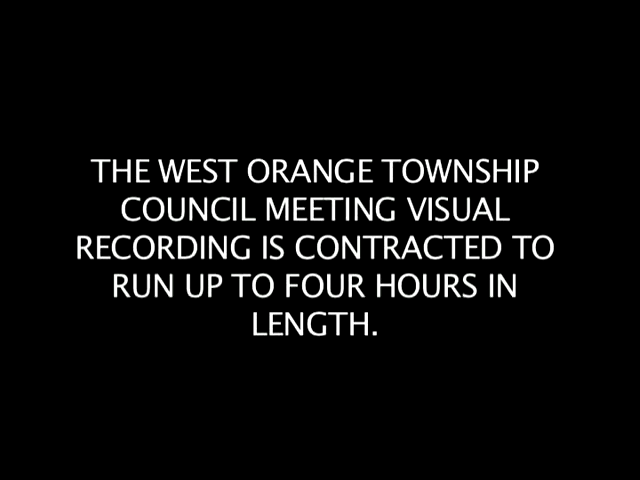 THE WEST ORANGE TOWNSHIP
COUNCIL MEETING VISUAL
RECORDING IS CONTRACTED TO
RUN UP TO FOUR HOURS IN
LENGTH.